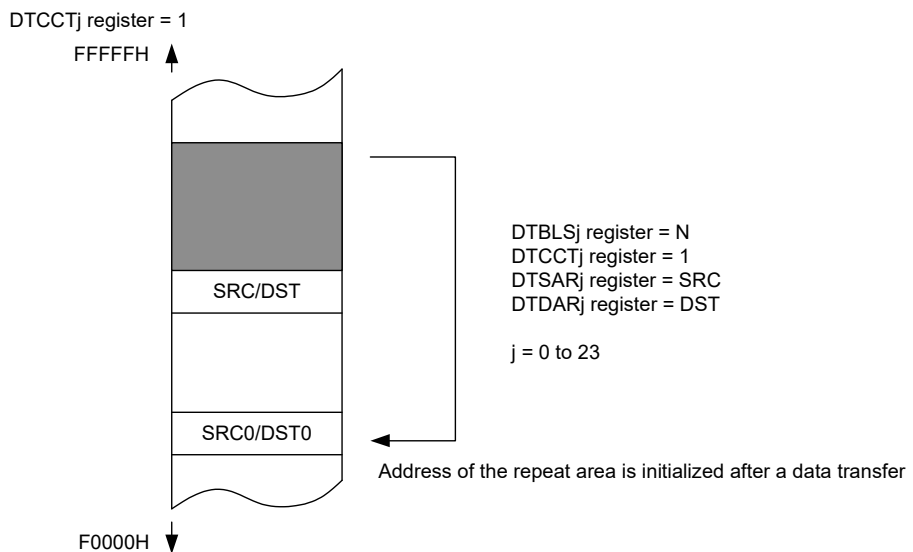 DTCCTj register = 1
FFFFFH
SRC/DST
SRC0/DST0
F0000H
DTBLSj register = N
DTCCTj register = 1
DTSARj register = SRC
DTDARj register = DST
j = 0 to 23
Address of the repeat area is initialized after a data transfer